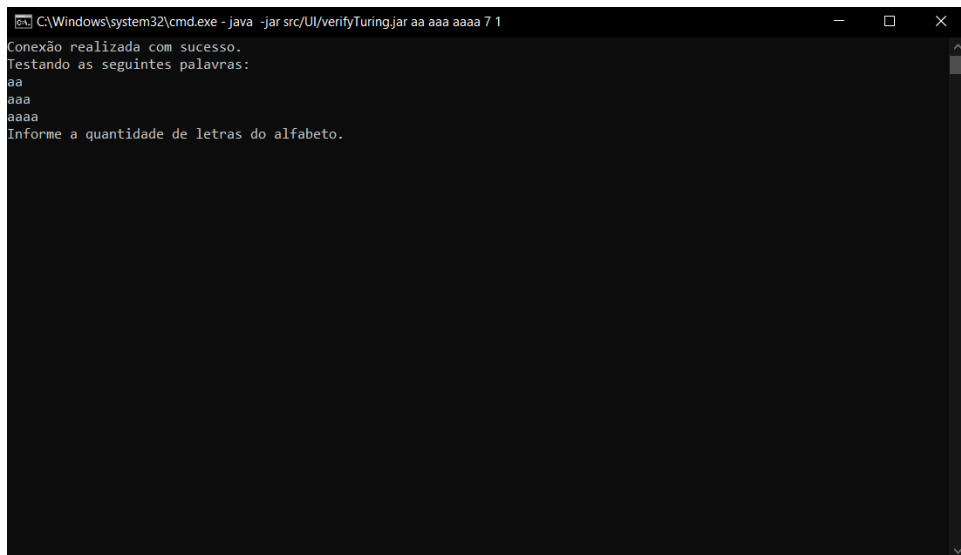 C:\Windows\system32\cmd.exe - java -jar src/UI/verifyTuring.jar aa aaa aaaa 7 1
Conexão realizada com sucesso.
Testando as seguintes palavras:
aa
aaa
aaaa
Informe a quantidade de letras do alfabeto.